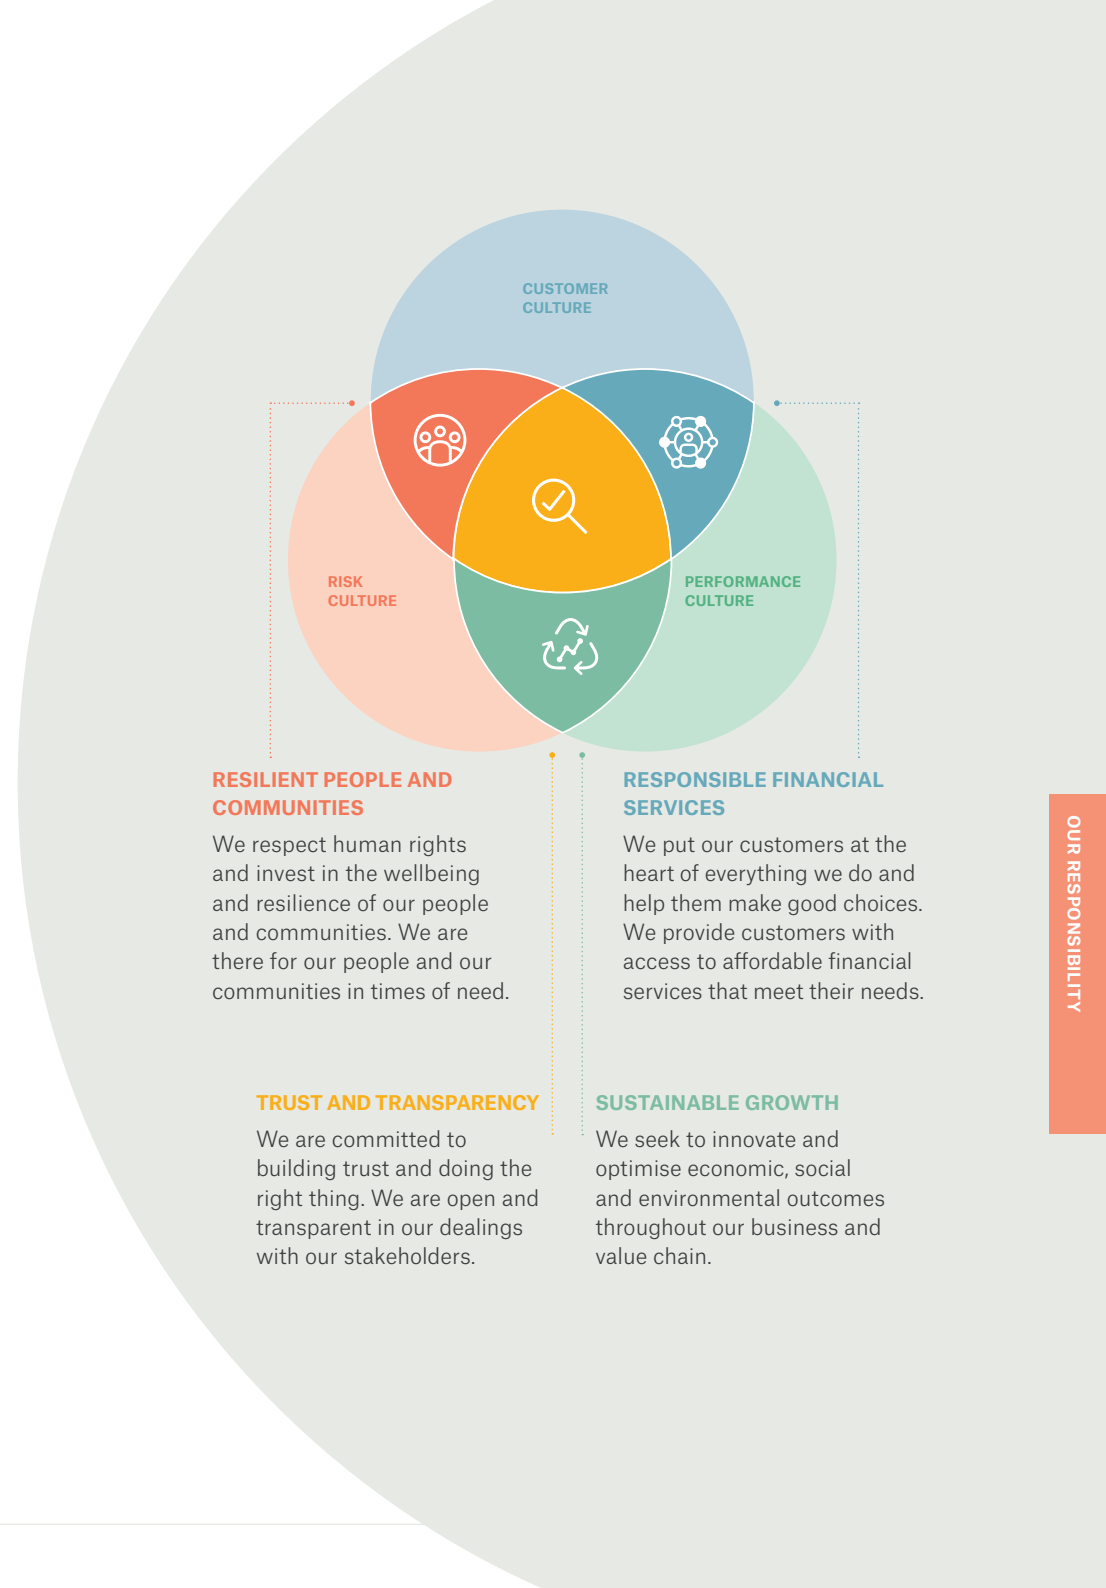 CUSTOMER
CULTURE
RISK
CULTURE
PERFORMANCE
CULTURE
RESILIENT PEOPLE AND
COMMUNITIES
We respect human rights
and invest in the wellbeing
and resilience of our people
and communities. We are
there for our people and our
communities in times of need.
RESPONSIBLE FINANCIAL
SERVICES
We put our customers at the
heart of everything we do and
help them make good choices.
We provide customers with
access to affordable financial
services that meet their needs.
TRUST AND TRANSPARENCY
We are committed to
building trust and doing the
right thing. We are open and
transparent in our dealings
with our stakeholders.
SUSTAINABLE GROWTH
We seek to innovate and
optimise economic, social
and environmental outcomes
throughout our business and
value chain.
OUR RESPONSIBILITY